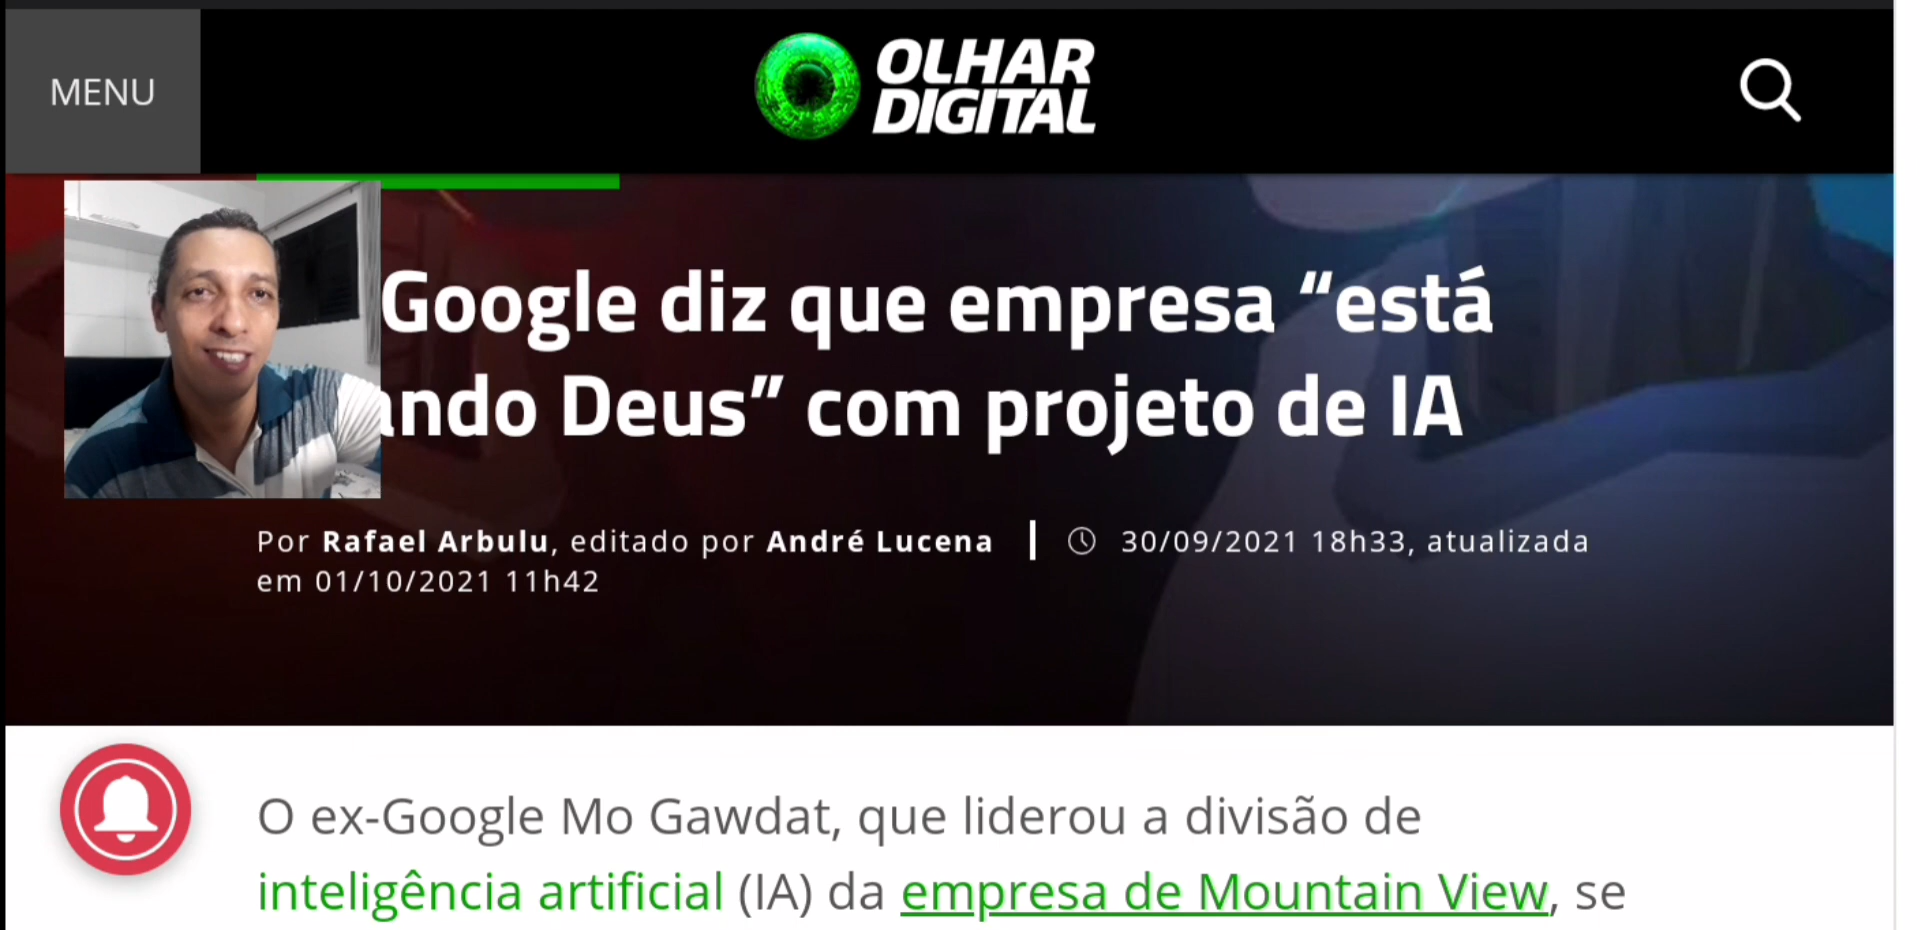 MENU
OLHAR
DIGITAL
Google diz que empresa “está
Deus” com projeto de IA
Por Rafael Arbulu, editado por André Lucena | 30/09/2021 18h33, atualizada
em 01/10/2021 11h42
O ex-Google Mo Gawdat, que liderou a divisão de
inteligência artificial (IA) da empresa de Mountain View, se